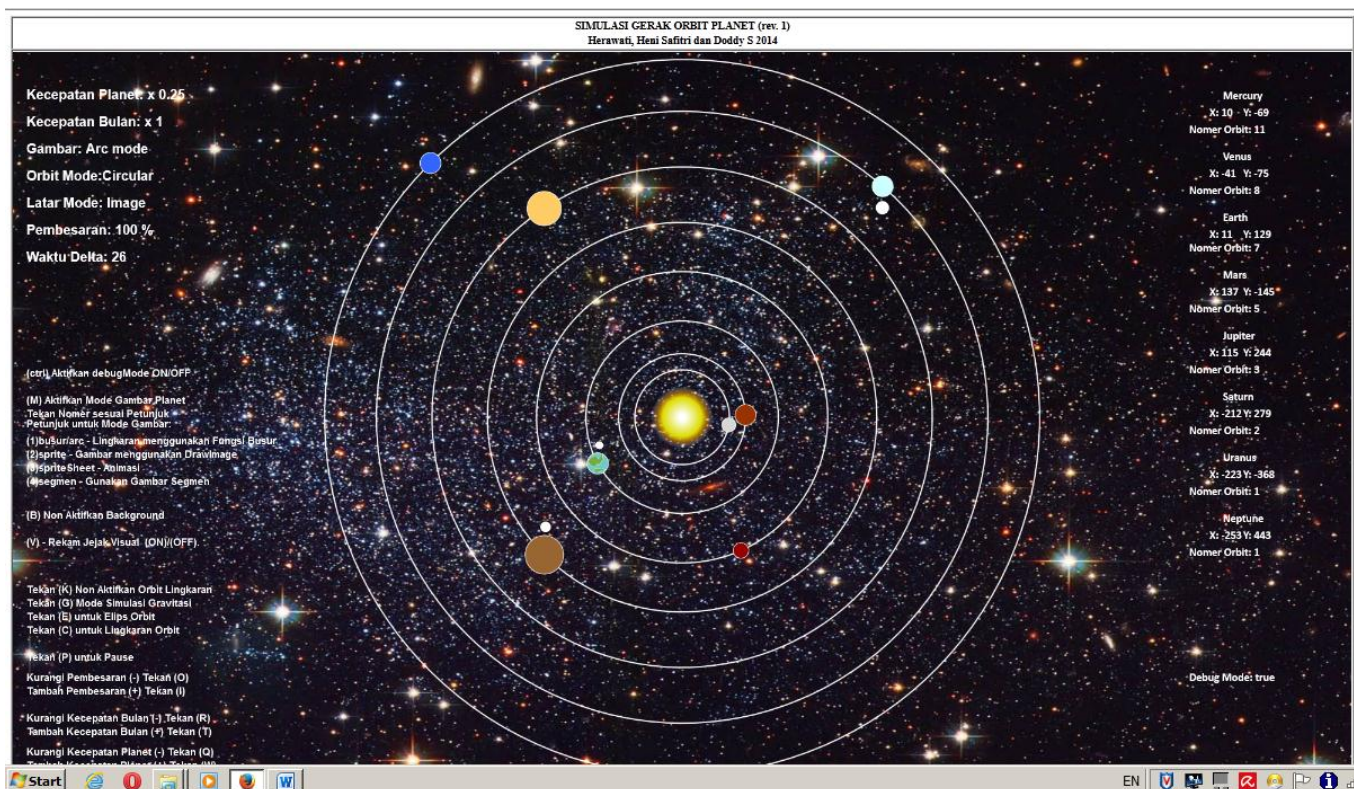 SIMULASI GERAK ORBIT PLANET (rev. 1)
Herawati, Heni Safitri dan Doddy S 2014
Kecepatan Planet: x 0.25
Kecepatan Bulan: x 1
Gambar: Arc mode
Orbit Mode:Circular
Latar Mode: Image
Pembesaran: 100 %
Waktu Delta: 26
(ctrl) Aktifkan debugMode ON/OFF
(M) Aktifkan Mode Gambar Planet
Tekan Nomer sesuai Petunjuk
Petunjuk untuk Mode Gambar:
(1)busur/arc - Lingkaran menggunakan Fungsi Busur
(2)sprite - Gambar menggunakan DrawImage
(3)spriteSheet - Animasi
(4)segmen - Gunakan Gambar Segmen
(B) Non Aktifkan Background
(V) - Rekam Jejak Visual (ON)/(OFF).
Tekan (K) Non Aktifkan Orbit Lingkaran
Tekan (G) Mode Simulasi Gravitasi
Tekan (E) untuk Elips Orbit
Tekan (C) untuk Lingkaran Orbit
Tekan (P) untuk Pause
Kurangi Pembesaran (-) Tekan (O)
Tambah Pembesaran (+) Tekan (I)
Kurangi Kecepatan Bulan (-) Tekan (R)
Tambah Kecepatan Bulan (+) Tekan (T)
Kurangi Kecepatan Planet (-) Tekan (Q)
Tambah Kecepatan Planet (+) Tekan (W)
Mercury
X: 10 Y: -69
Nomer Orbit: 11
Venus
X: -41 Y: -75
Nomer Orbit: 8
Earth
X: 11 Y: 129
Nomer Orbit: 7
Mars
X: 137 Y: -145
Nomer Orbit: 5
Jupiter
X: 115 Y: 244
Nomer Orbit: 3
Saturn
X: -212 Y: 279
Nomer Orbit: 2
Uranus
X: -223 Y: -368
Nomer Orbit: 1
Neptune
X: -253 Y: 443
Nomer Orbit: 1
Debug Mode: true
Start
EN